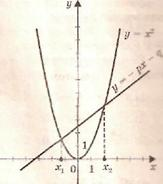 y
y = x²
y = -px - q
1
x₁ 0 1 x₂ x